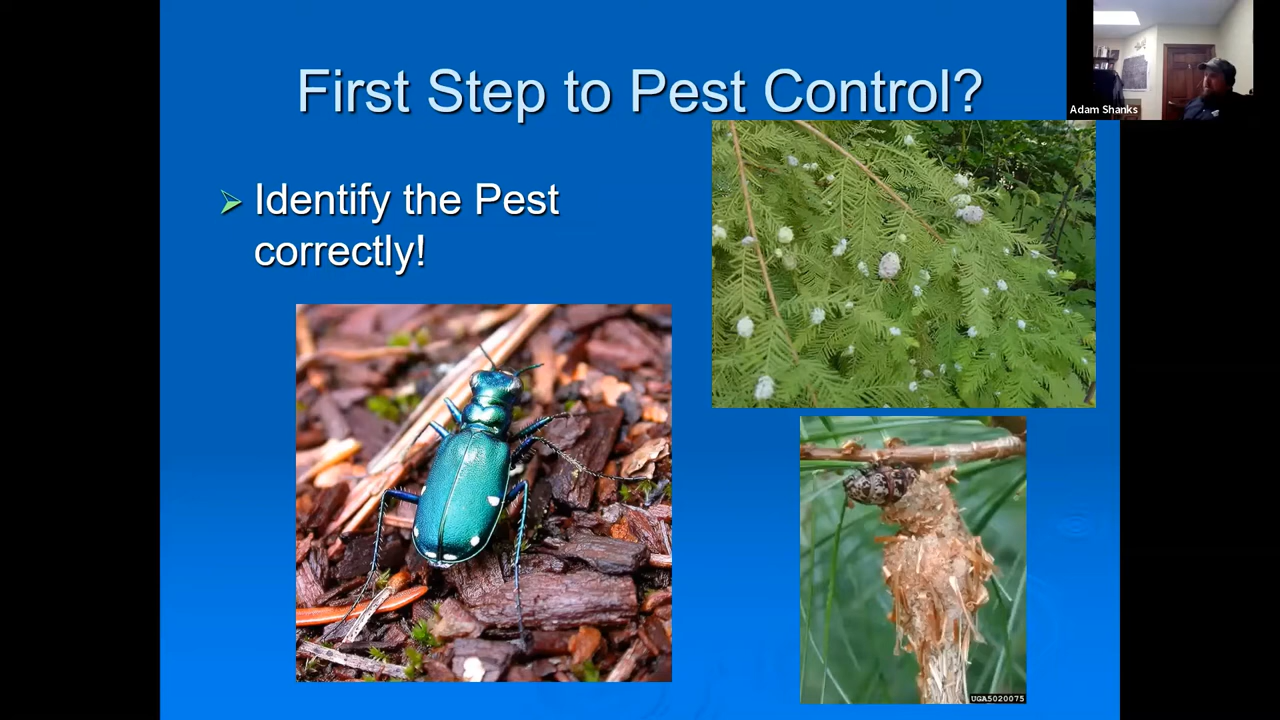 First Step to Pest Control?
Adam Shanks
Identify the Pest
correctly!
UGA5020075